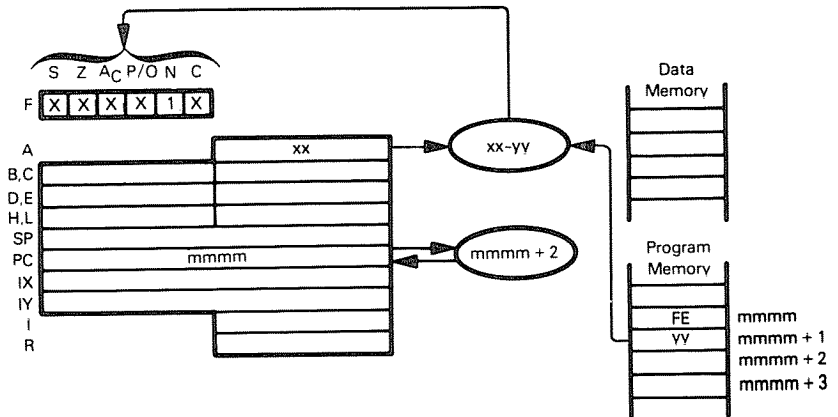 S Z AC P/O N C
F X X X X 1 X
A xx
B,C
D,E
H,L
SP
PC mmmm
IX
IY
I
R
xx-yy
mmmm + 2
Data
Memory
Program
Memory
FE mmmm
yy mmmm + 1
mmmm + 2
mmmm + 3